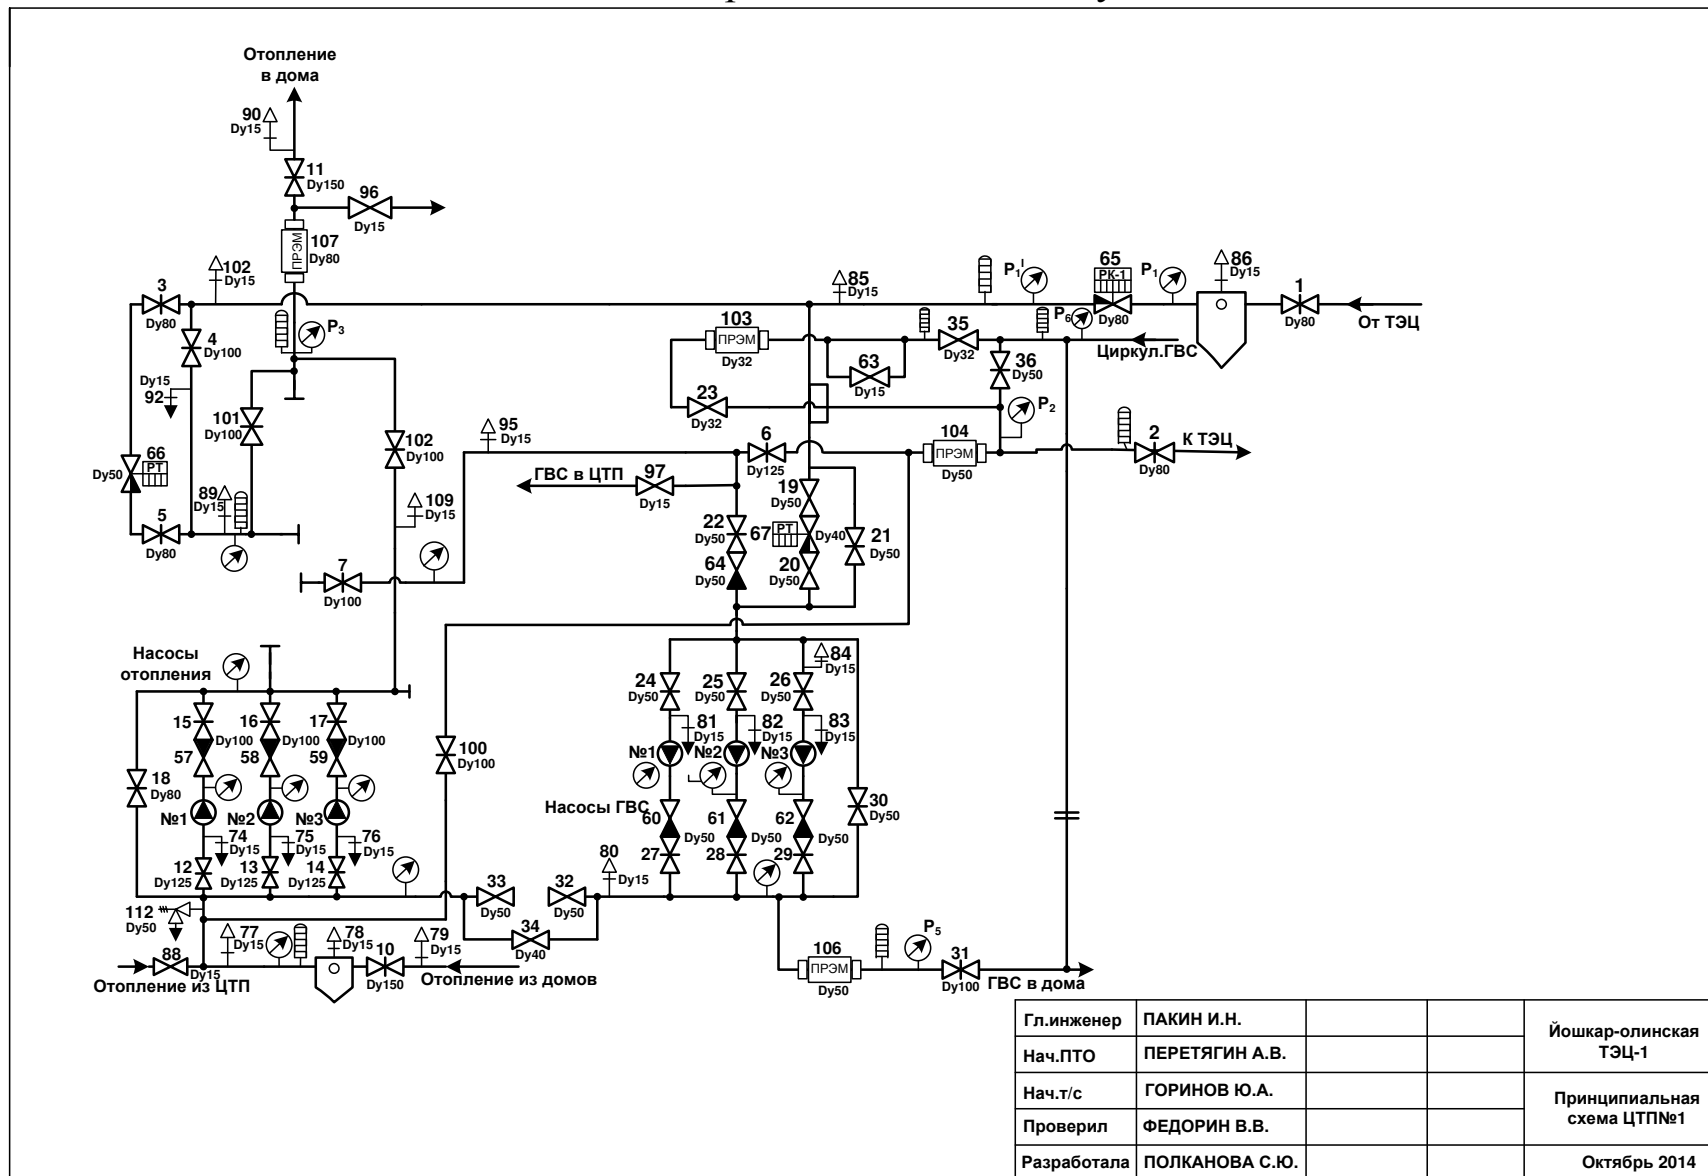 Отопление
в дома
90
Dy15
11
Dy150
96
Dy15
ПРЭМ
107
Dy80
102
Dy15
3
Dy80
4
Dy100
P3
Dy15
92
101
Dy100
66
Dy50
РТ
89
Dy15
5
Dy80
102
Dy100
109
Dy15
7
Dy100
95
Dy15
85
Dy15
P1I
65
РК-1
Dy80
P1
86
Dy15
1
Dy80
От ТЭЦ
103
ПРЭМ
Dy32
35
Dy32
P6
Циркул.ГВС
63
Dy15
36
Dy50
23
Dy32
P2
6
Dy125
104
ПРЭМ
Dy50
2
Dy80
К ТЭЦ
ГВС в ЦТП
97
Dy15
19
Dy50
22
Dy50
67
РТ
Dy40
21
Dy50
64
Dy50
20
Dy50
Насосы
отопления
15
16
17
Dy100
Dy100
Dy100
57
58
59
18
Dy80
№1
№2
№3
74
Dy15
75
Dy15
76
Dy15
12
Dy125
13
Dy125
14
Dy125
100
Dy100
24
Dy50
25
Dy50
26
Dy50
84
Dy15
81
Dy15
82
Dy15
83
Dy15
№1
№2
№3
Насосы ГВС
60
61
62
Dy50
Dy50
Dy50
30
Dy50
27
28
29
80
Dy15
33
Dy50
32
Dy50
34
Dy40
112
Dy50
77
Dy15
78
Dy15
10
Dy150
79
Dy15
88
Dy15
Отопление из ЦТП
Отопление из домов
106
ПРЭМ
Dy50
P5
31
Dy100
ГВС в дома
Гл.инженер ПАКИН И.Н.
Йошкар-олинская
ТЭЦ-1
Нач.ПТО ПЕРЕТЯГИН А.В.
Нач.т/с ГОРИНОВ Ю.А.
Принципиальная
схема ЦТП№1
Проверил ФЕДОРИН В.В.
Разработала ПОЛКАНОВА С.Ю.
Октябрь 2014